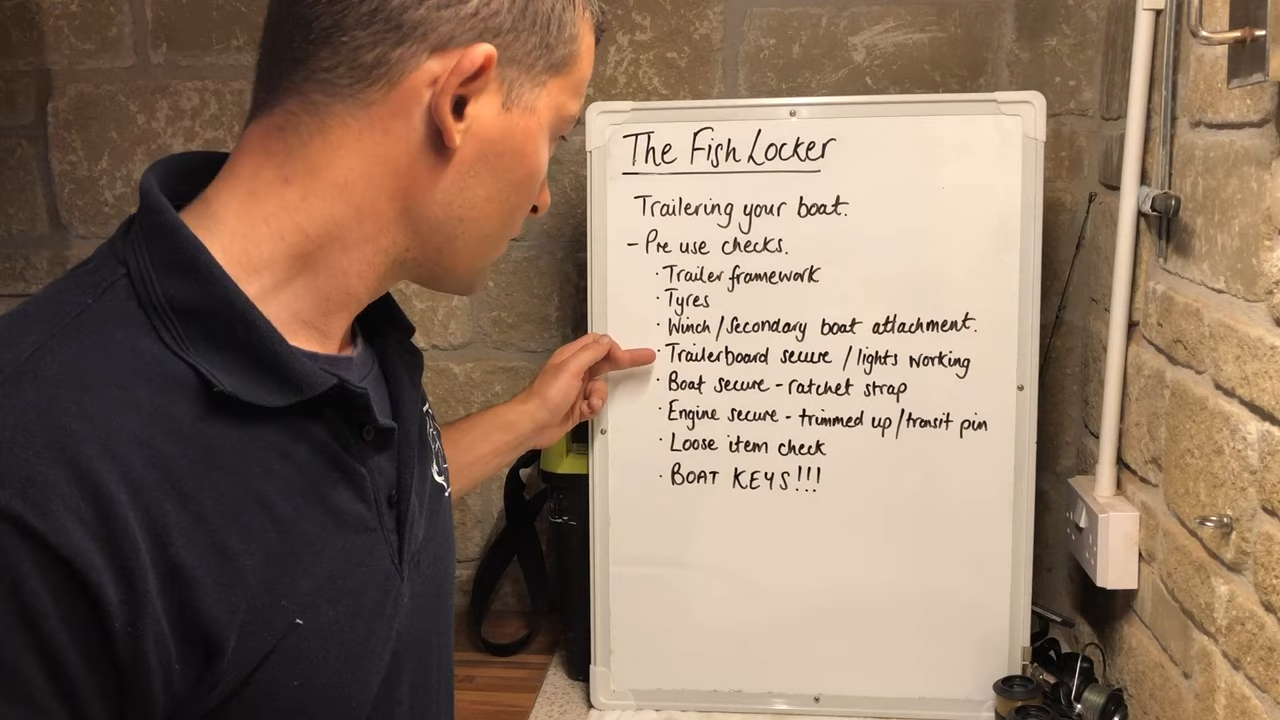 The Fish Locker
Trailering your boat.
- Pre use checks.
· Trailer framework
· Tyres
· Winch/Secondary boat attachment.
· Trailerboard secure / lights working
· Boat secure - ratchet strap
· Engine secure - trimmed up/transit pin
· Loose item check
· BOAT KEYS!!!